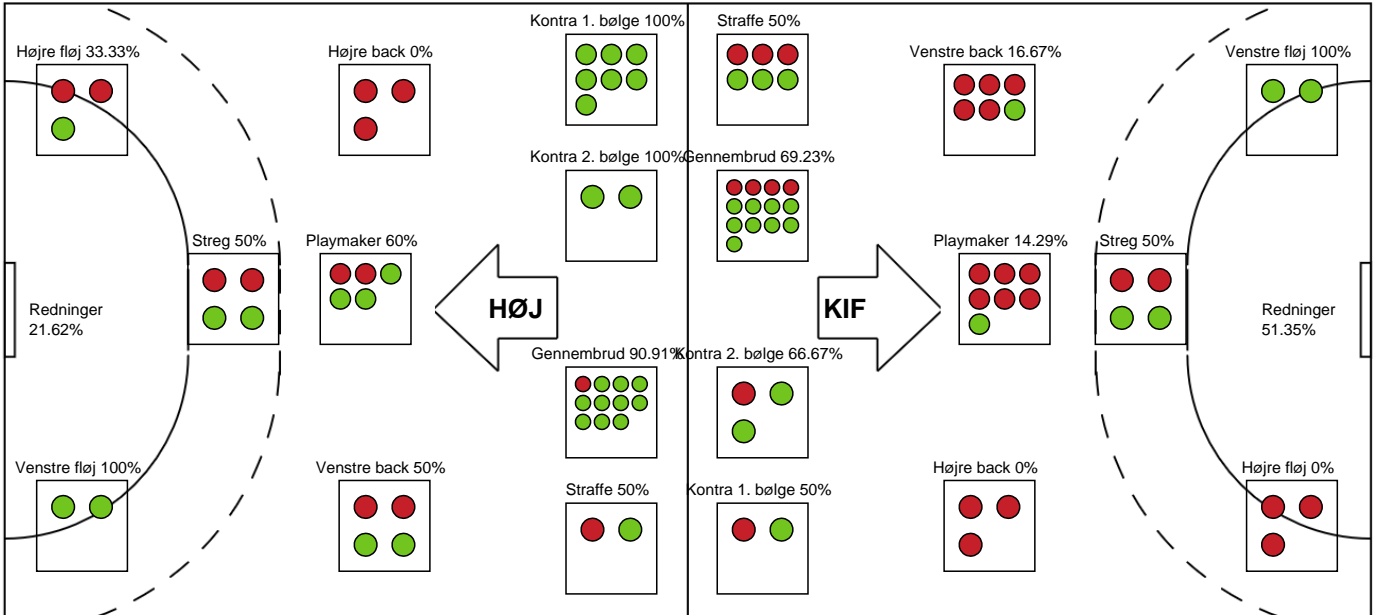 Kontra 1. bølge 100%
Straffe 50%
Højre fløj 33.33%
Højre back 0%
Venstre back 16.67%
Venstre fløj 100%
Kontra 2. bølge 100%
Gennembrud 69.23%
Streg 50%
Playmaker 60%
Playmaker 14.29%
Streg 50%
Redninger
21.62%
HØJ
KIF
Redninger
51.35%
Gennembrud 90.91%
Kontra 2. bølge 66.67%
Venstre fløj 100%
Venstre back 50%
Straffe 50%
Kontra 1. bølge 50%
Højre back 0%
Højre fløj 0%